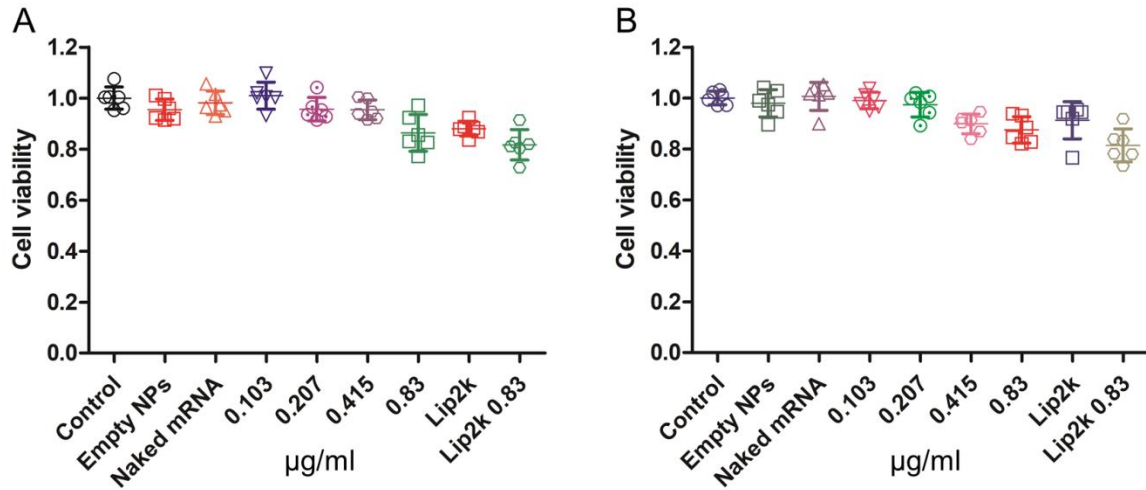 A
Cell viability
1.2
1.0
0.8
0.6
0.4
0.2
0.0
Control
Empty NPs
Naked mRNA
0.103
0.207
0.415
0.83
Lip2k
Lip2k 0.83
µg/ml
B
Cell viability
1.2
1.0
0.8
0.6
0.4
0.2
0.0
Control
Empty NPs
Naked mRNA
0.103
0.207
0.415
0.83
Lip2k
Lip2k 0.83
µg/ml